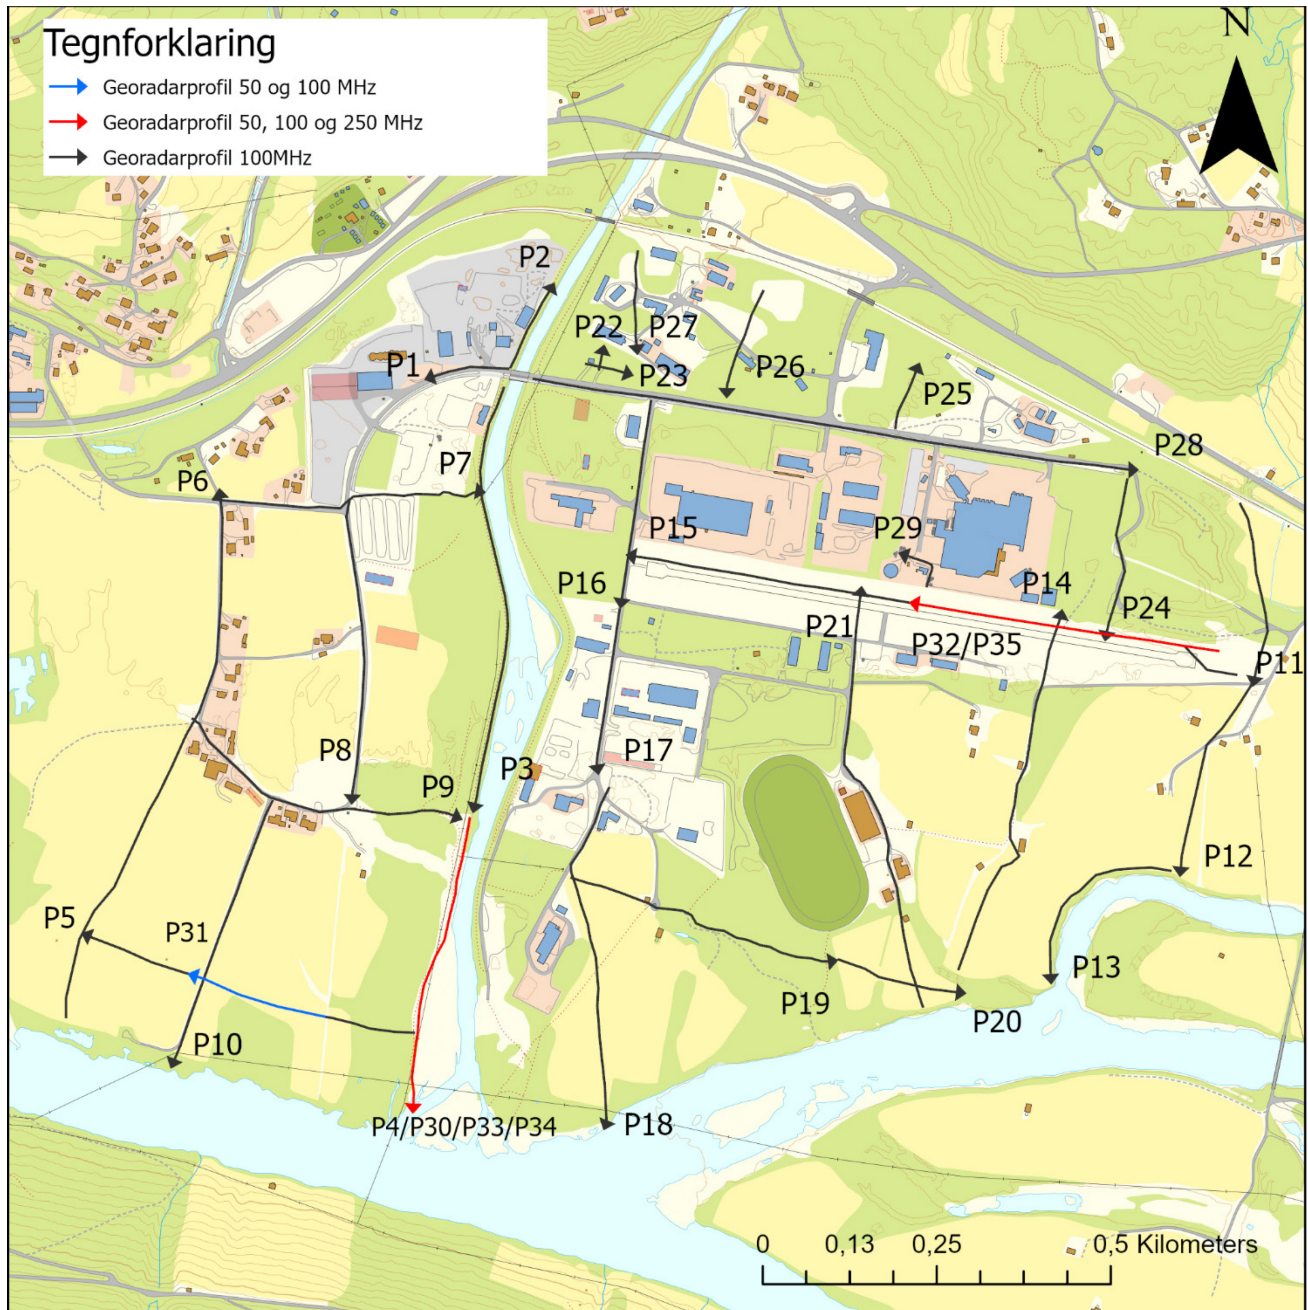 N
Tegnforklaring
Georadarprofil 50 og 100 MHz
Georadarprofil 50, 100 og 250 MHz
Georadarprofil 100MHz
P2
P22
P27
P1
P23
P26
P25
P28
P6
P7
P15
P29
P16
P14
P21
P24
P32/P35
P11
P8
P9
P3
P17
P12
P5
P31
P13
P19
P20
P10
P4/P30/P33/P34
P18
0 0,13 0,25 0,5 Kilometers